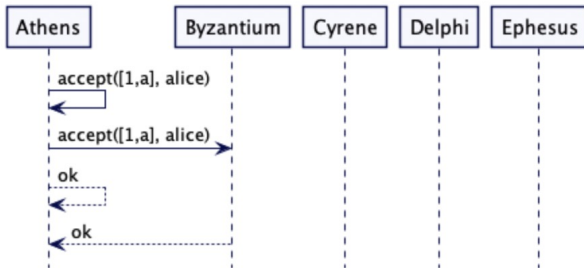 Athens Byzantium Cyrene Delphi Ephesus
accept([1,a], alice)
accept([1,a], alice)
ok
ok